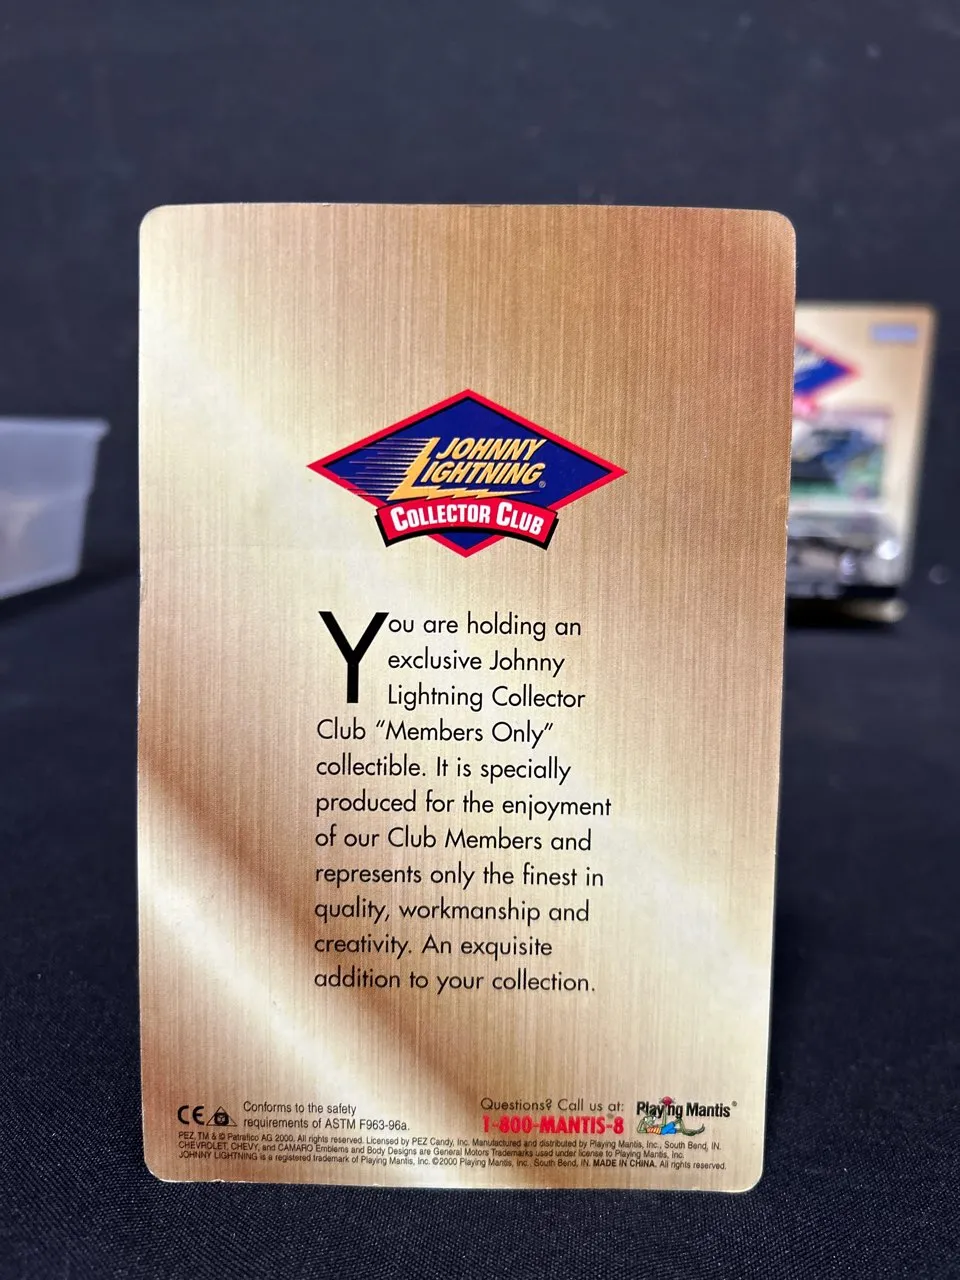 JOHNNY
LIGHTNING®
COLLECTOR CLUB
You are holding an
exclusive Johnny
Lightning Collector
Club “Members Only”
collectible. It is specially
produced for the enjoyment
of our Club Members and
represents only the finest in
quality, workmanship and
creativity. An exquisite
addition to your collection.
CE
Conforms to the safety
requirements of ASTM F963-96a.
Questions? Call us at:
1-800-MANTIS-8
Playing Mantis®
PEZ, TM & © Patrafico AG 2000. All rights reserved. Licensed by PEZ Candy, Inc. Manufactured and distributed by Playing Mantis, Inc., South Bend, IN.
CHEVROLET, CHEVY, and CAMARO Emblems and Body Designs are General Motors Trademarks used under license to Playing Mantis, Inc.
JOHNNY LIGHTNING is a registered trademark of Playing Mantis, Inc. ©2000 Playing Mantis, Inc. South Bend, IN. MADE IN CHINA. All rights reserved.